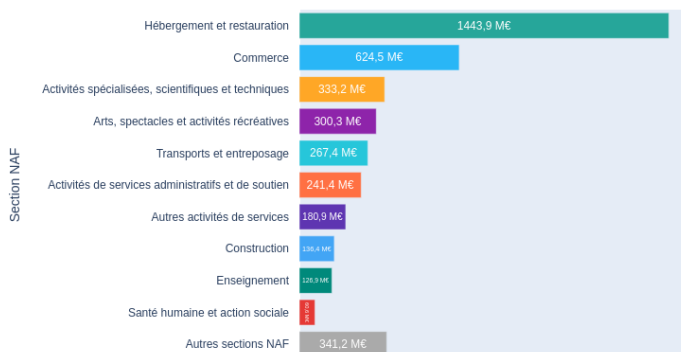 Section NAF
Hébergement et restauration 1443,9 M€
Commerce 624,5 M€
Activités spécialisées, scientifiques et techniques 333,2 M€
Arts, spectacles et activités récréatives 300,3 M€
Transports et entreposage 267,4 M€
Activités de services administratifs et de soutien 241,4 M€
Autres activités de services 180,9 M€
Construction 136,4 M€
Enseignement 126,9 M€
Santé humaine et action sociale
Autres sections NAF 341,2 M€